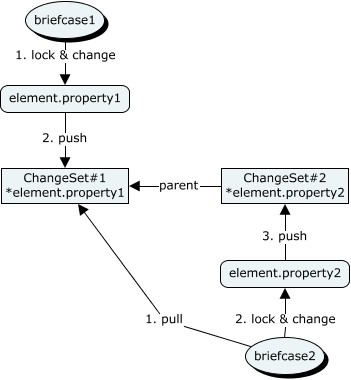 briefcase1
1. lock & change
element.property1
2. push
ChangeSet#1
*element.property1
parent
ChangeSet#2
*element.property2
3. push
element.property2
1. pull
2. lock & change
briefcase2